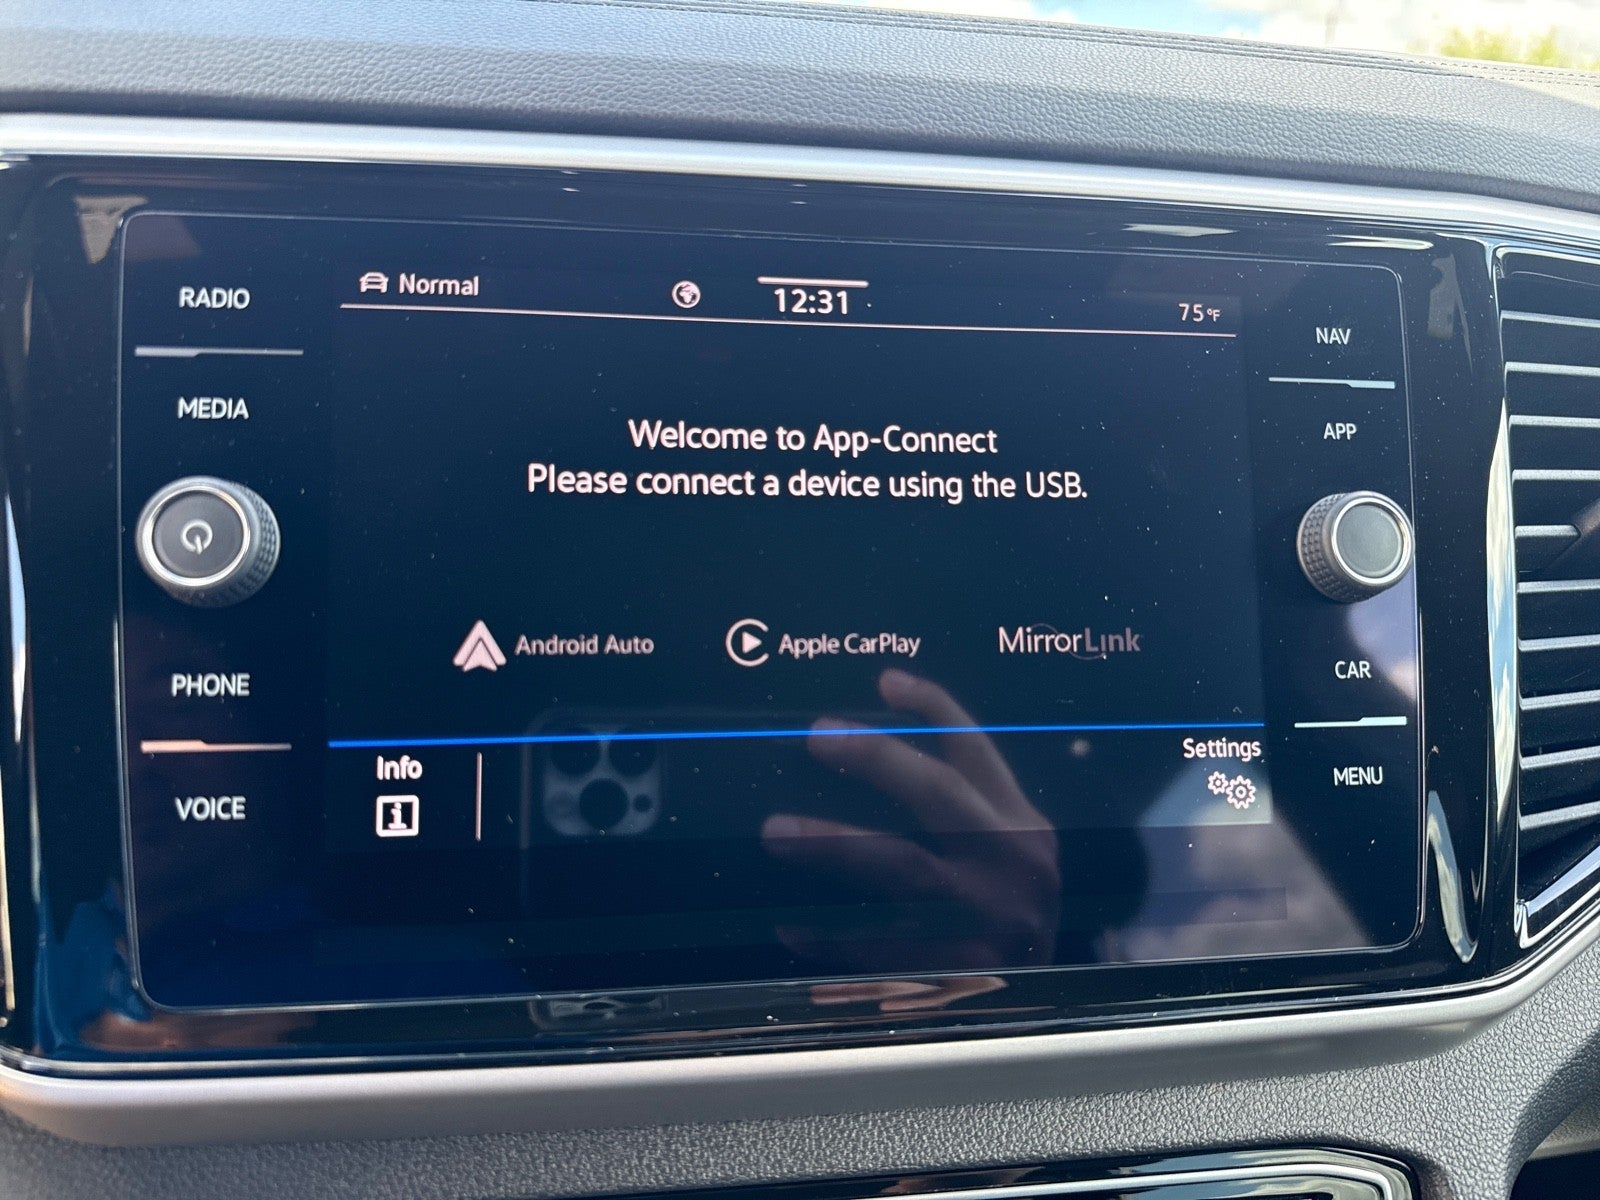 RADIO
MEDIA
PHONE
VOICE
Normal
12:31
75°F
Welcome to App-Connect
Please connect a device using the USB.
Android Auto
Apple CarPlay
MirrorLink
Info
i
Settings
NAV
APP
CAR
MENU